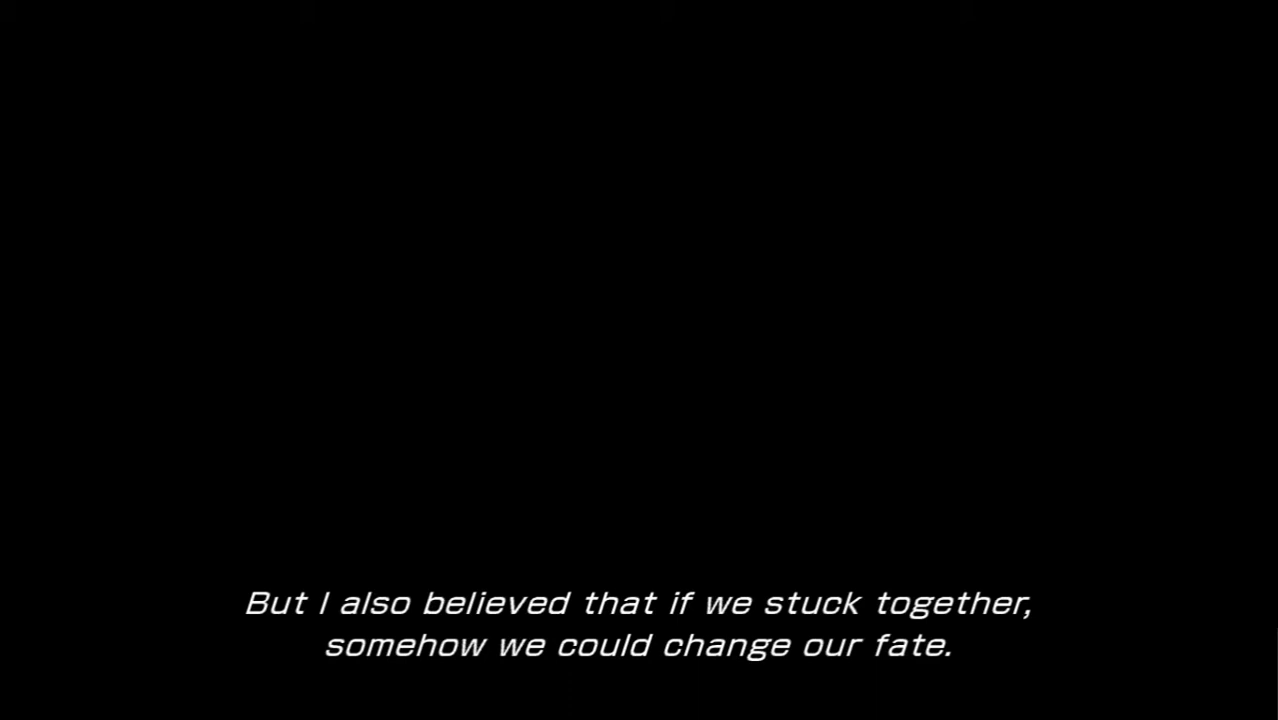 But I also believed that if we stuck together,
somehow we could change our fate.